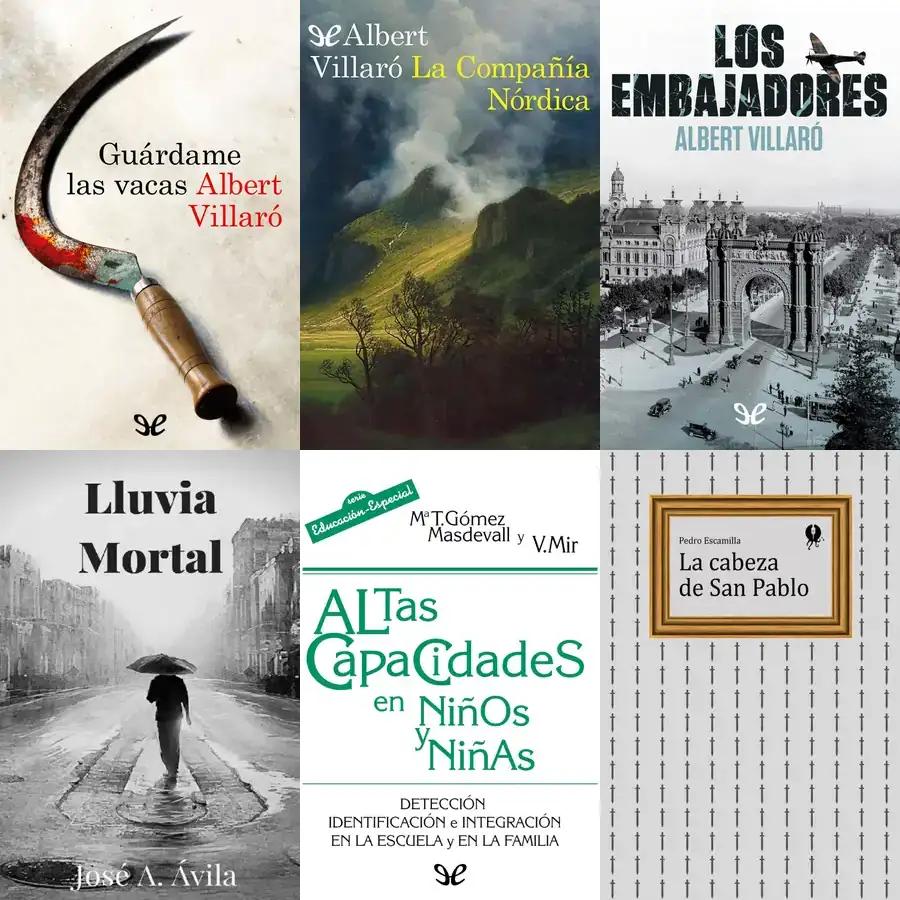 Guárdame
las vacas Albert
Villaró
Albert
Villaró La Compañía
Nórdica
LOS
EMBAJADORES
ALBERT VILLARÓ
Lluvia
Mortal
José A. Ávila
serie
Educación-Especial
Mª T. Gómez
Masdevall y
V. Mir
ALTas
CapaCidadeS
en NiñOs
y
NiñAs
DETECCIÓN
IDENTIFICACIÓN e INTEGRACIÓN
EN LA ESCUELA y EN LA FAMILIA
Pedro Escamilla
La cabeza
de San Pablo